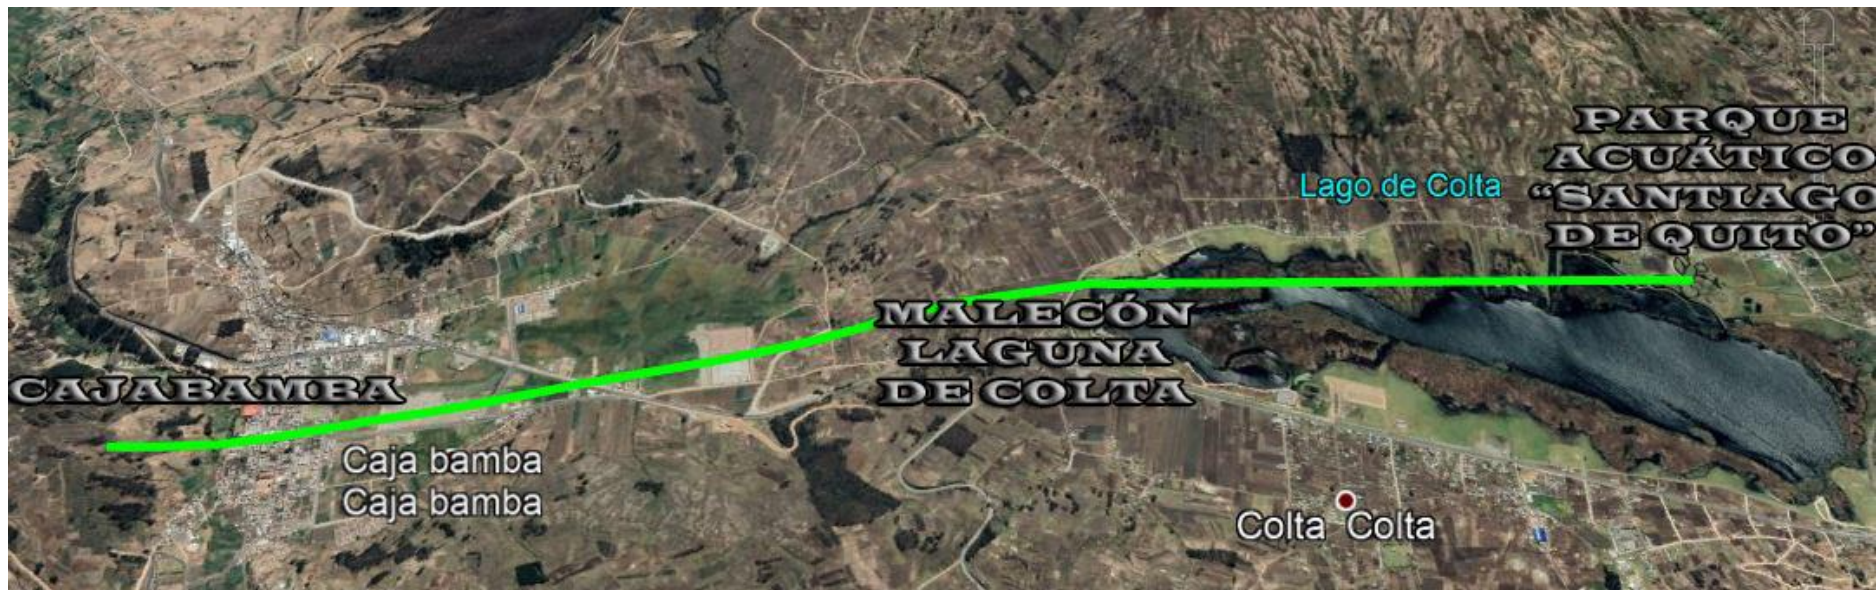 PARQUE
ACUÁTICO
“SANTIAGO
DE QUITO”
Lago de Colta
MALECÓN
LAGUNA
DE COLTA
CAJABAMBA
Caja bamba
Caja bamba
Colta Colta